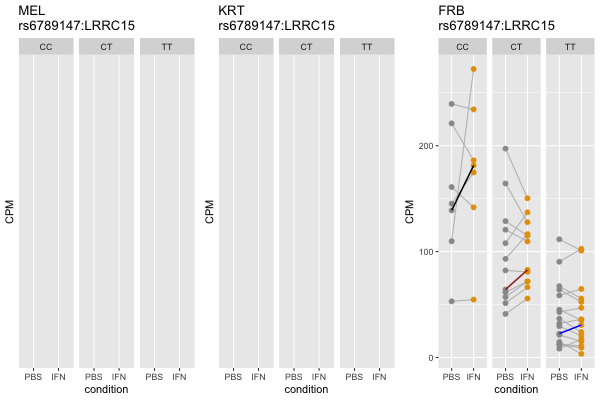 MEL
rs6789147:LRRC15
CC CT TT
CPM
PBS IFN PBS IFN PBS IFN
condition
KRT
rs6789147:LRRC15
CC CT TT
CPM
PBS IFN PBS IFN PBS IFN
condition
FRB
rs6789147:LRRC15
CC CT TT
CPM
200
100
0
PBS IFN PBS IFN PBS IFN
condition